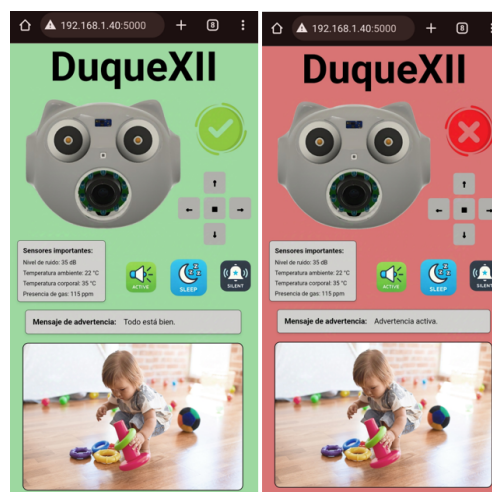 192.168.1.40:5000
8
DuqueXII
Sensores importantes:
Nivel de ruido: 35 dB
Temperatura ambiente: 22 °C
Temperatura corporal: 35 °C
Presencia de gas: 115 ppm
ACTIVE
SLEEP
SILENT
Mensaje de advertencia: Todo está bien.
192.168.1.40:5000
8
DuqueXII
Sensores importantes:
Nivel de ruido: 35 dB
Temperatura ambiente: 22 °C
Temperatura corporal: 35 °C
Presencia de gas: 115 ppm
ACTIVE
SLEEP
SILENT
Mensaje de advertencia: Advertencia activa.